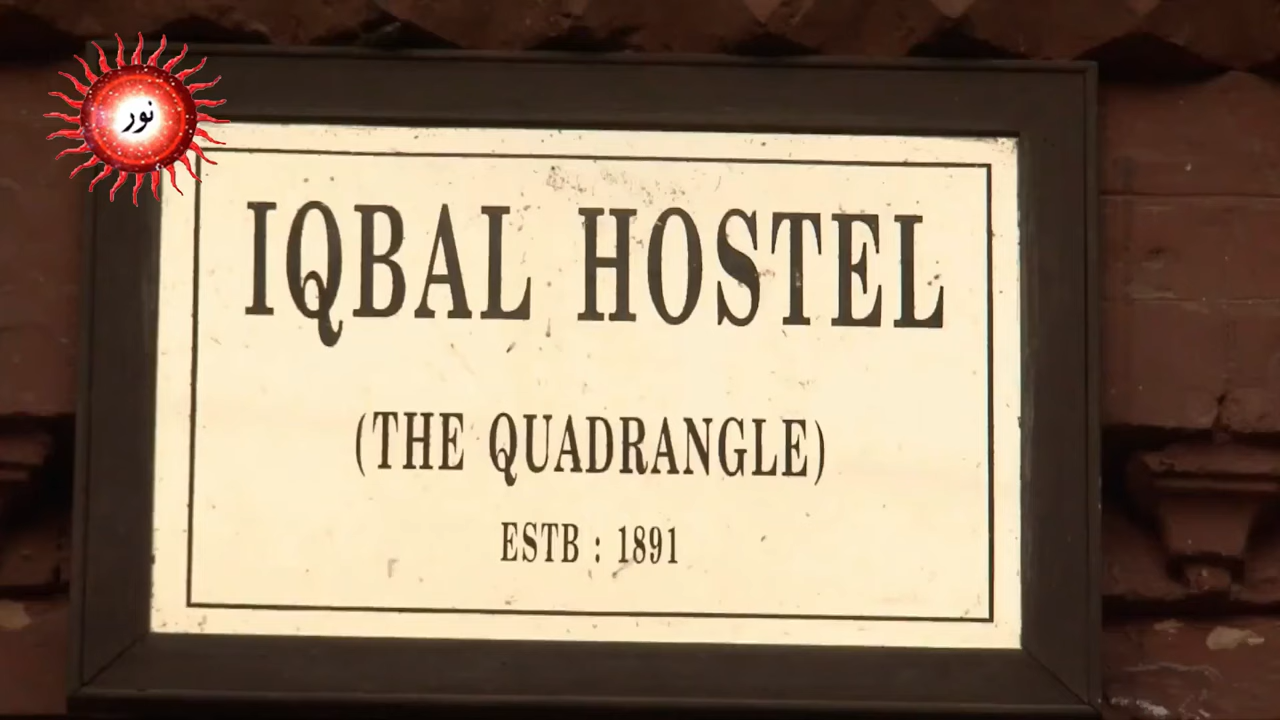 نور
IQBAL HOSTEL
(THE QUADRANGLE)
ESTB : 1891